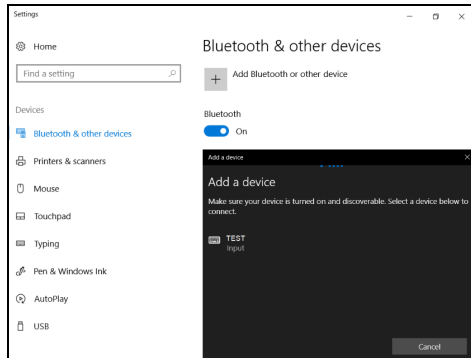 Settings
Home
Find a setting
Devices
Bluetooth & other devices
Printers & scanners
Mouse
Touchpad
Typing
Pen & Windows Ink
AutoPlay
USB
Bluetooth & other devices
Add Bluetooth or other device
Bluetooth
On
Add a device
Add a device
Make sure your device is turned on and discoverable. Select a device below to
connect.
TEST
Input
Cancel